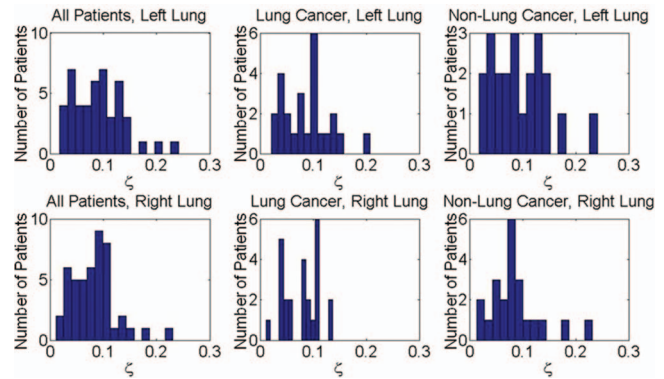 All Patients, Left Lung
Number of Patients
10
5
0
0 0.1 0.2 0.3
ζ
Lung Cancer, Left Lung
Number of Patients
6
4
2
0
0 0.1 0.2 0.3
ζ
Non-Lung Cancer, Left Lung
Number of Patients
3
2
1
0
0 0.1 0.2 0.3
ζ
All Patients, Right Lung
Number of Patients
10
5
0
0 0.1 0.2 0.3
ζ
Lung Cancer, Right Lung
Number of Patients
6
4
2
0
0 0.1 0.2 0.3
ζ
Non-Lung Cancer, Right Lung
Number of Patients
6
4
2
0
0 0.1 0.2 0.3
ζ